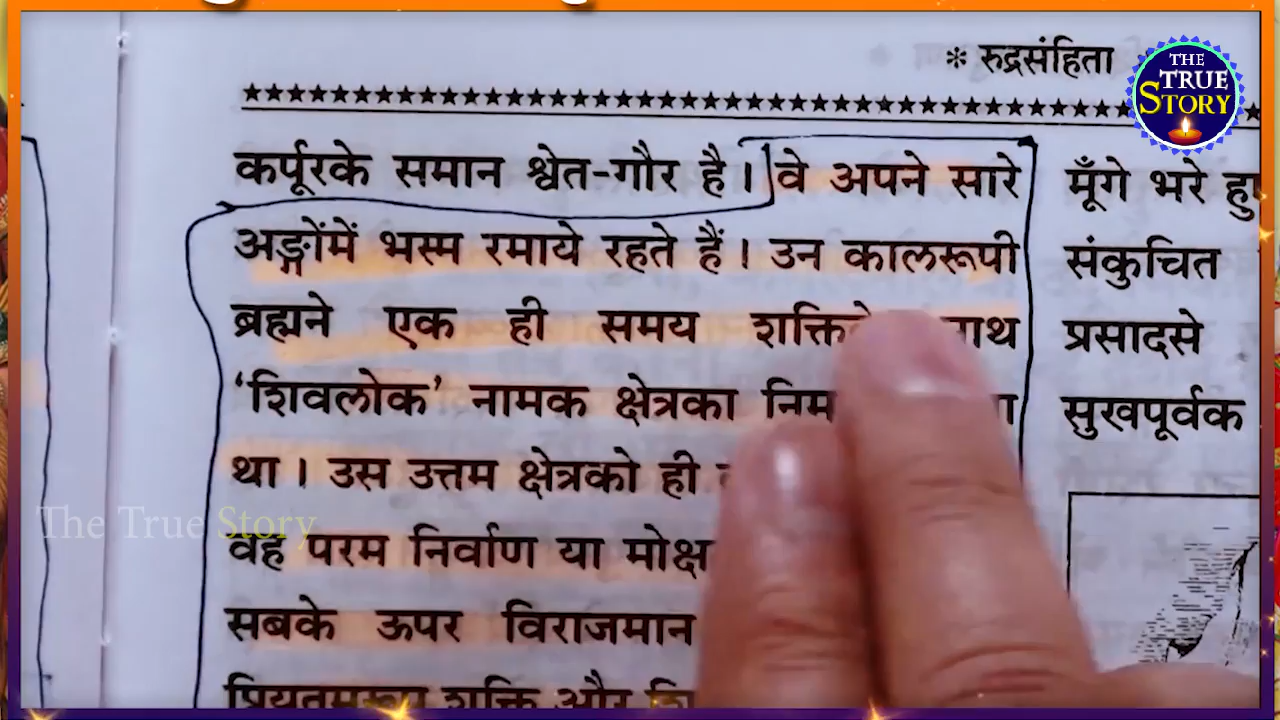 * रुद्रसंहिता
THE
TRUE
STORY
★★★★★★★★★★★★★★★★★★★★★★★★★★★★★★★★★★★★★★★★★★★★★★★★
कर्पूरके समान श्वेत-गौर है। वे अपने सारे
अङ्गोंमें भस्म रमाये रहते हैं। उन कालरूपी
ब्रह्मने एक ही समय
'शिवलोक' नामक क्षेत्रका
था। उस उत्तम क्षेत्रको ही
वह परम निर्वाण या मोक्ष
सबके ऊपर विराजमान
शक्ति और
मूँगे भरे
संकुचित
प्रसादसे
सुखपूर्वक
The True Story